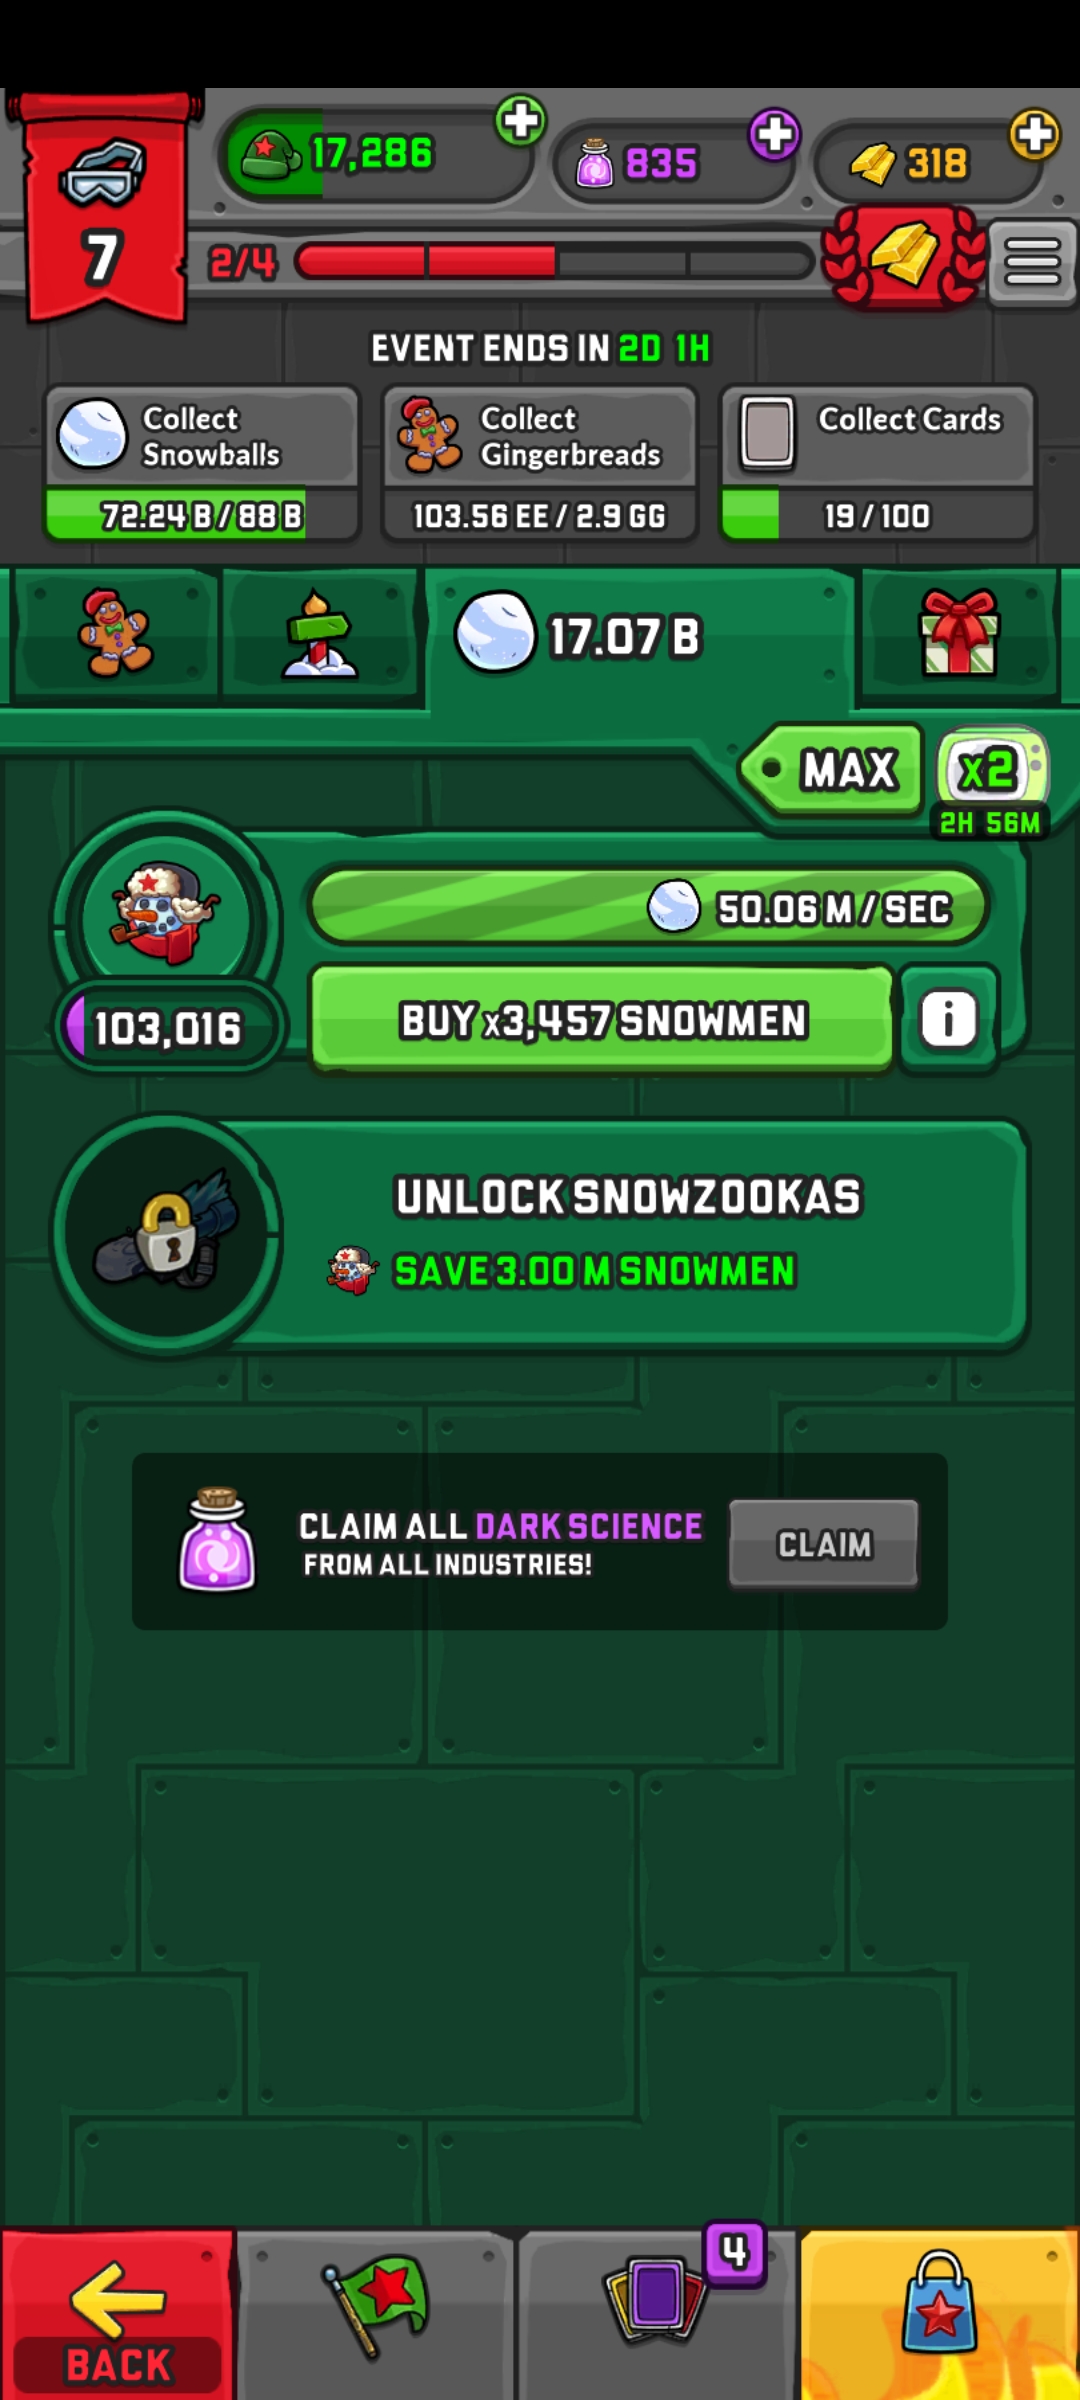 17,286
835
318
7
2/4
EVENT ENDS IN 2D 1H
Collect
Snowballs
72.24 B / 88 B
Collect
Gingerbreads
103.56 EE / 2.9 GG
Collect Cards
19 / 100
17.07 B
MAX
x2
2H 56M
50.06 M / SEC
103,016
BUY x3,457 SNOWMEN
i
UNLOCK SNOWZOOKAS
SAVE 3.00 M SNOWMEN
CLAIM ALL DARK SCIENCE
FROM ALL INDUSTRIES!
CLAIM
4
BACK